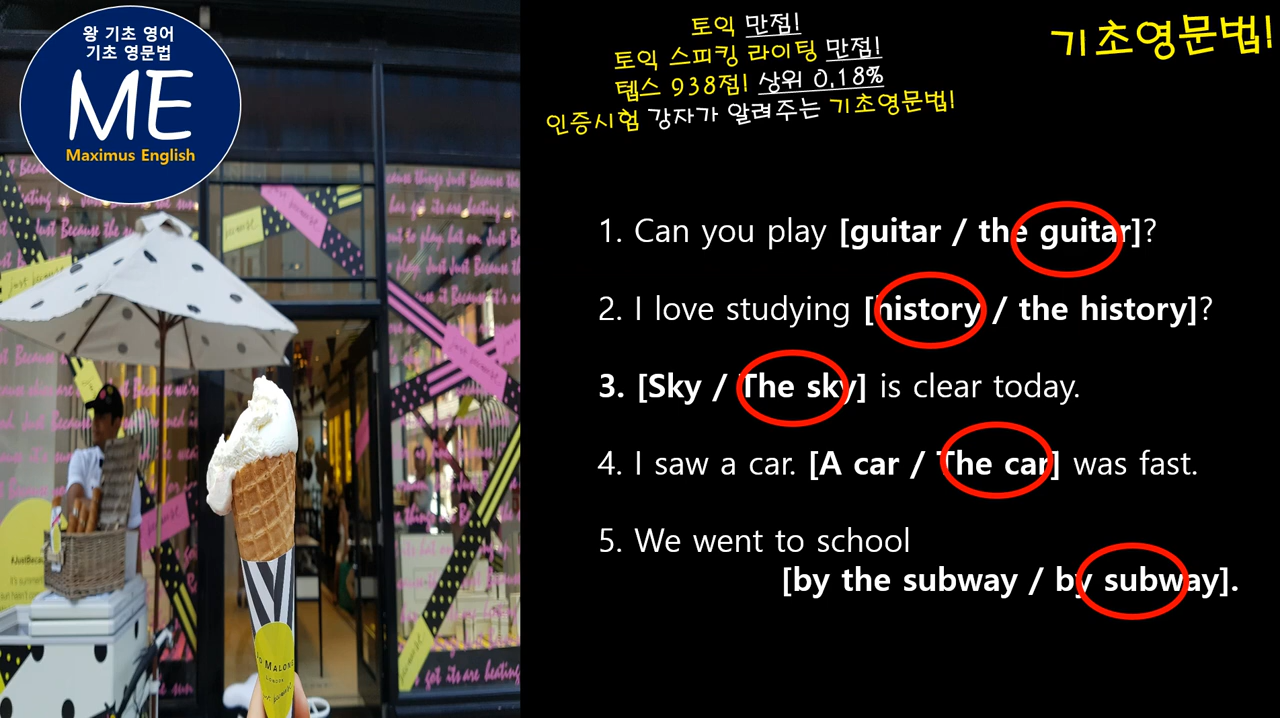 왕 기초 영어
기초 영문법
ME
Maximus English
토익 만점!
토익 스피킹 라이팅 만점!
텝스 938점! 상위 0.18%
인증시험 강자가 알려주는 기초영문법!
기초영문법!
1. Can you play [guitar / the guitar]?
2. I love studying [history / the history]?
3. [Sky / The sky] is clear today.
4. I saw a car. [A car / The car] was fast.
5. We went to school
[by the subway / by subway].
JO MALONE
LONDON